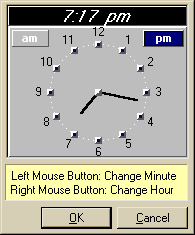 7:17 pm
am
pm
12
11
1
10
2
9
3
8
4
7
5
6
Left Mouse Button: Change Minute
Right Mouse Button: Change Hour
OK
Cancel